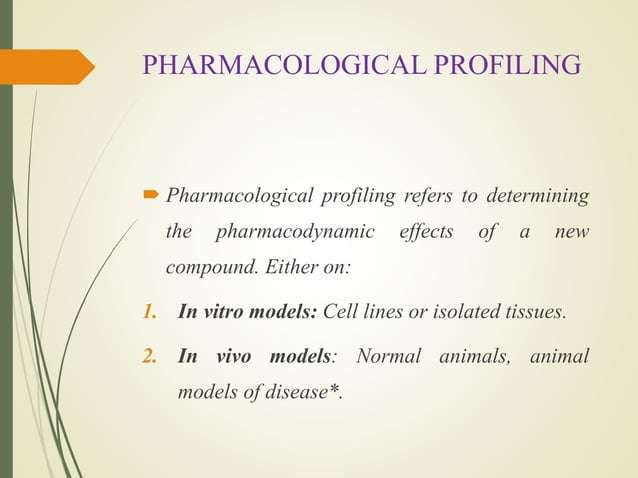 PHARMACOLOGICAL PROFILING
Pharmacological profiling refers to determining
the pharmacodynamic effects of a new
compound. Either on:
1. In vitro models: Cell lines or isolated tissues.
2. In vivo models: Normal animals, animal
models of disease*.